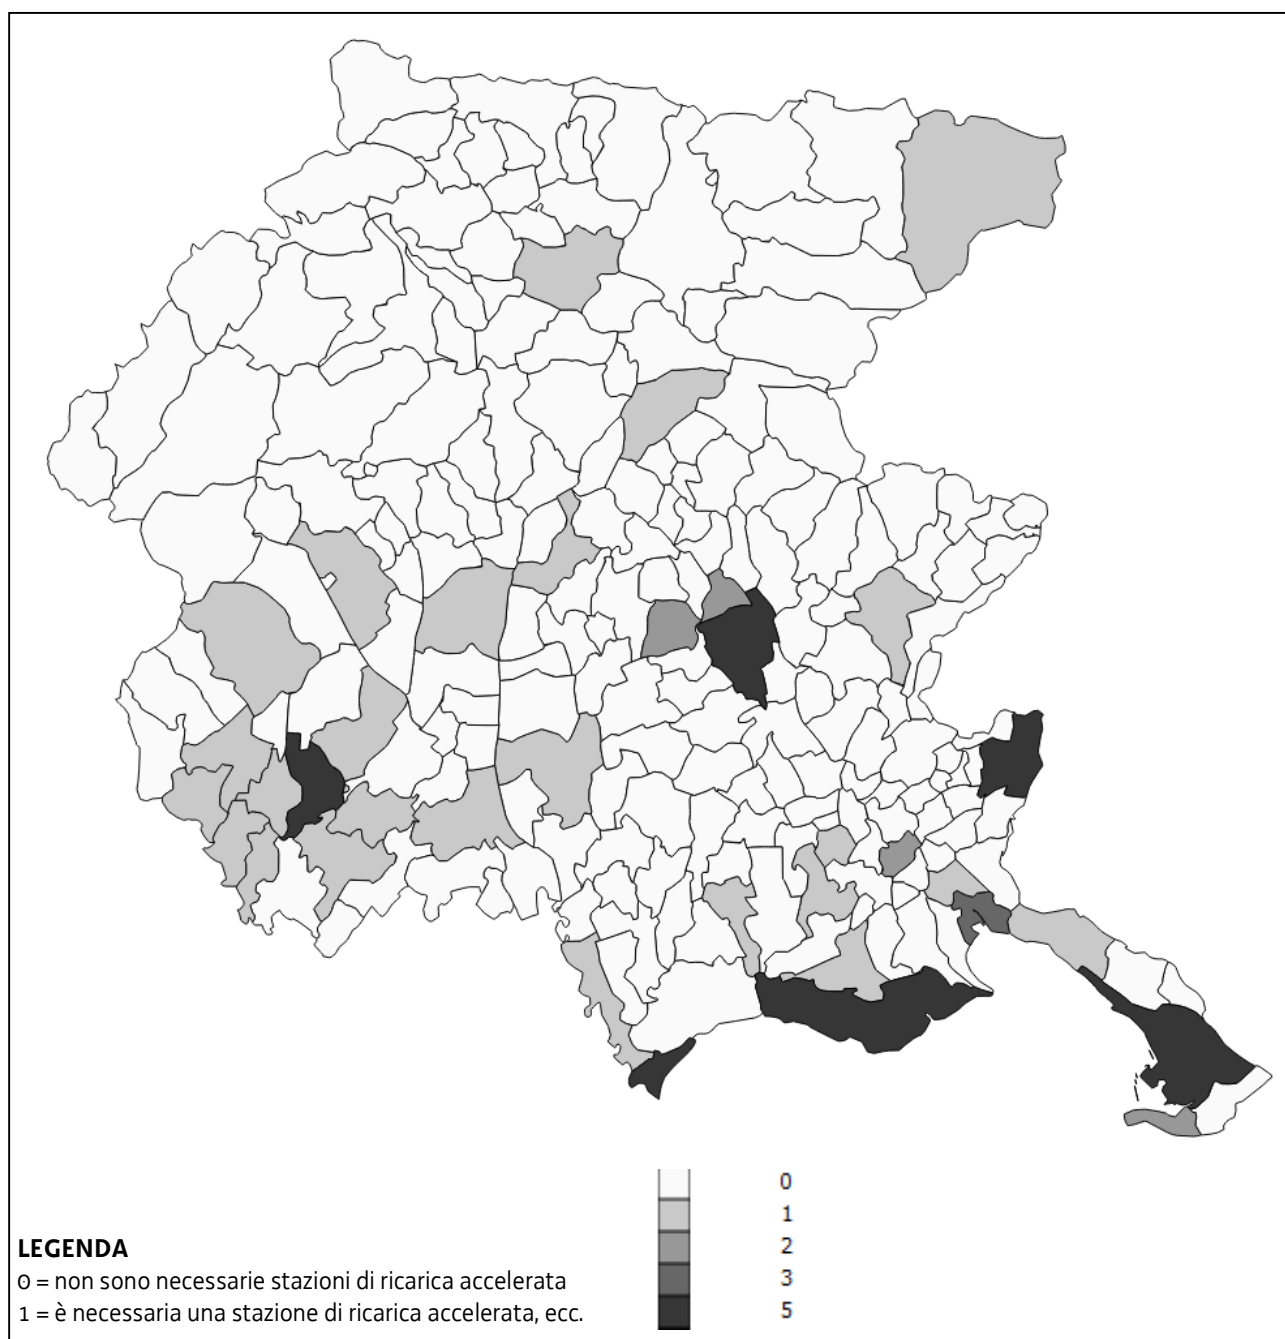 0
1
2
3
5
LEGENDA
0 = non sono necessarie stazioni di ricarica accelerata
1 = è necessaria una stazione di ricarica accelerata, ecc.